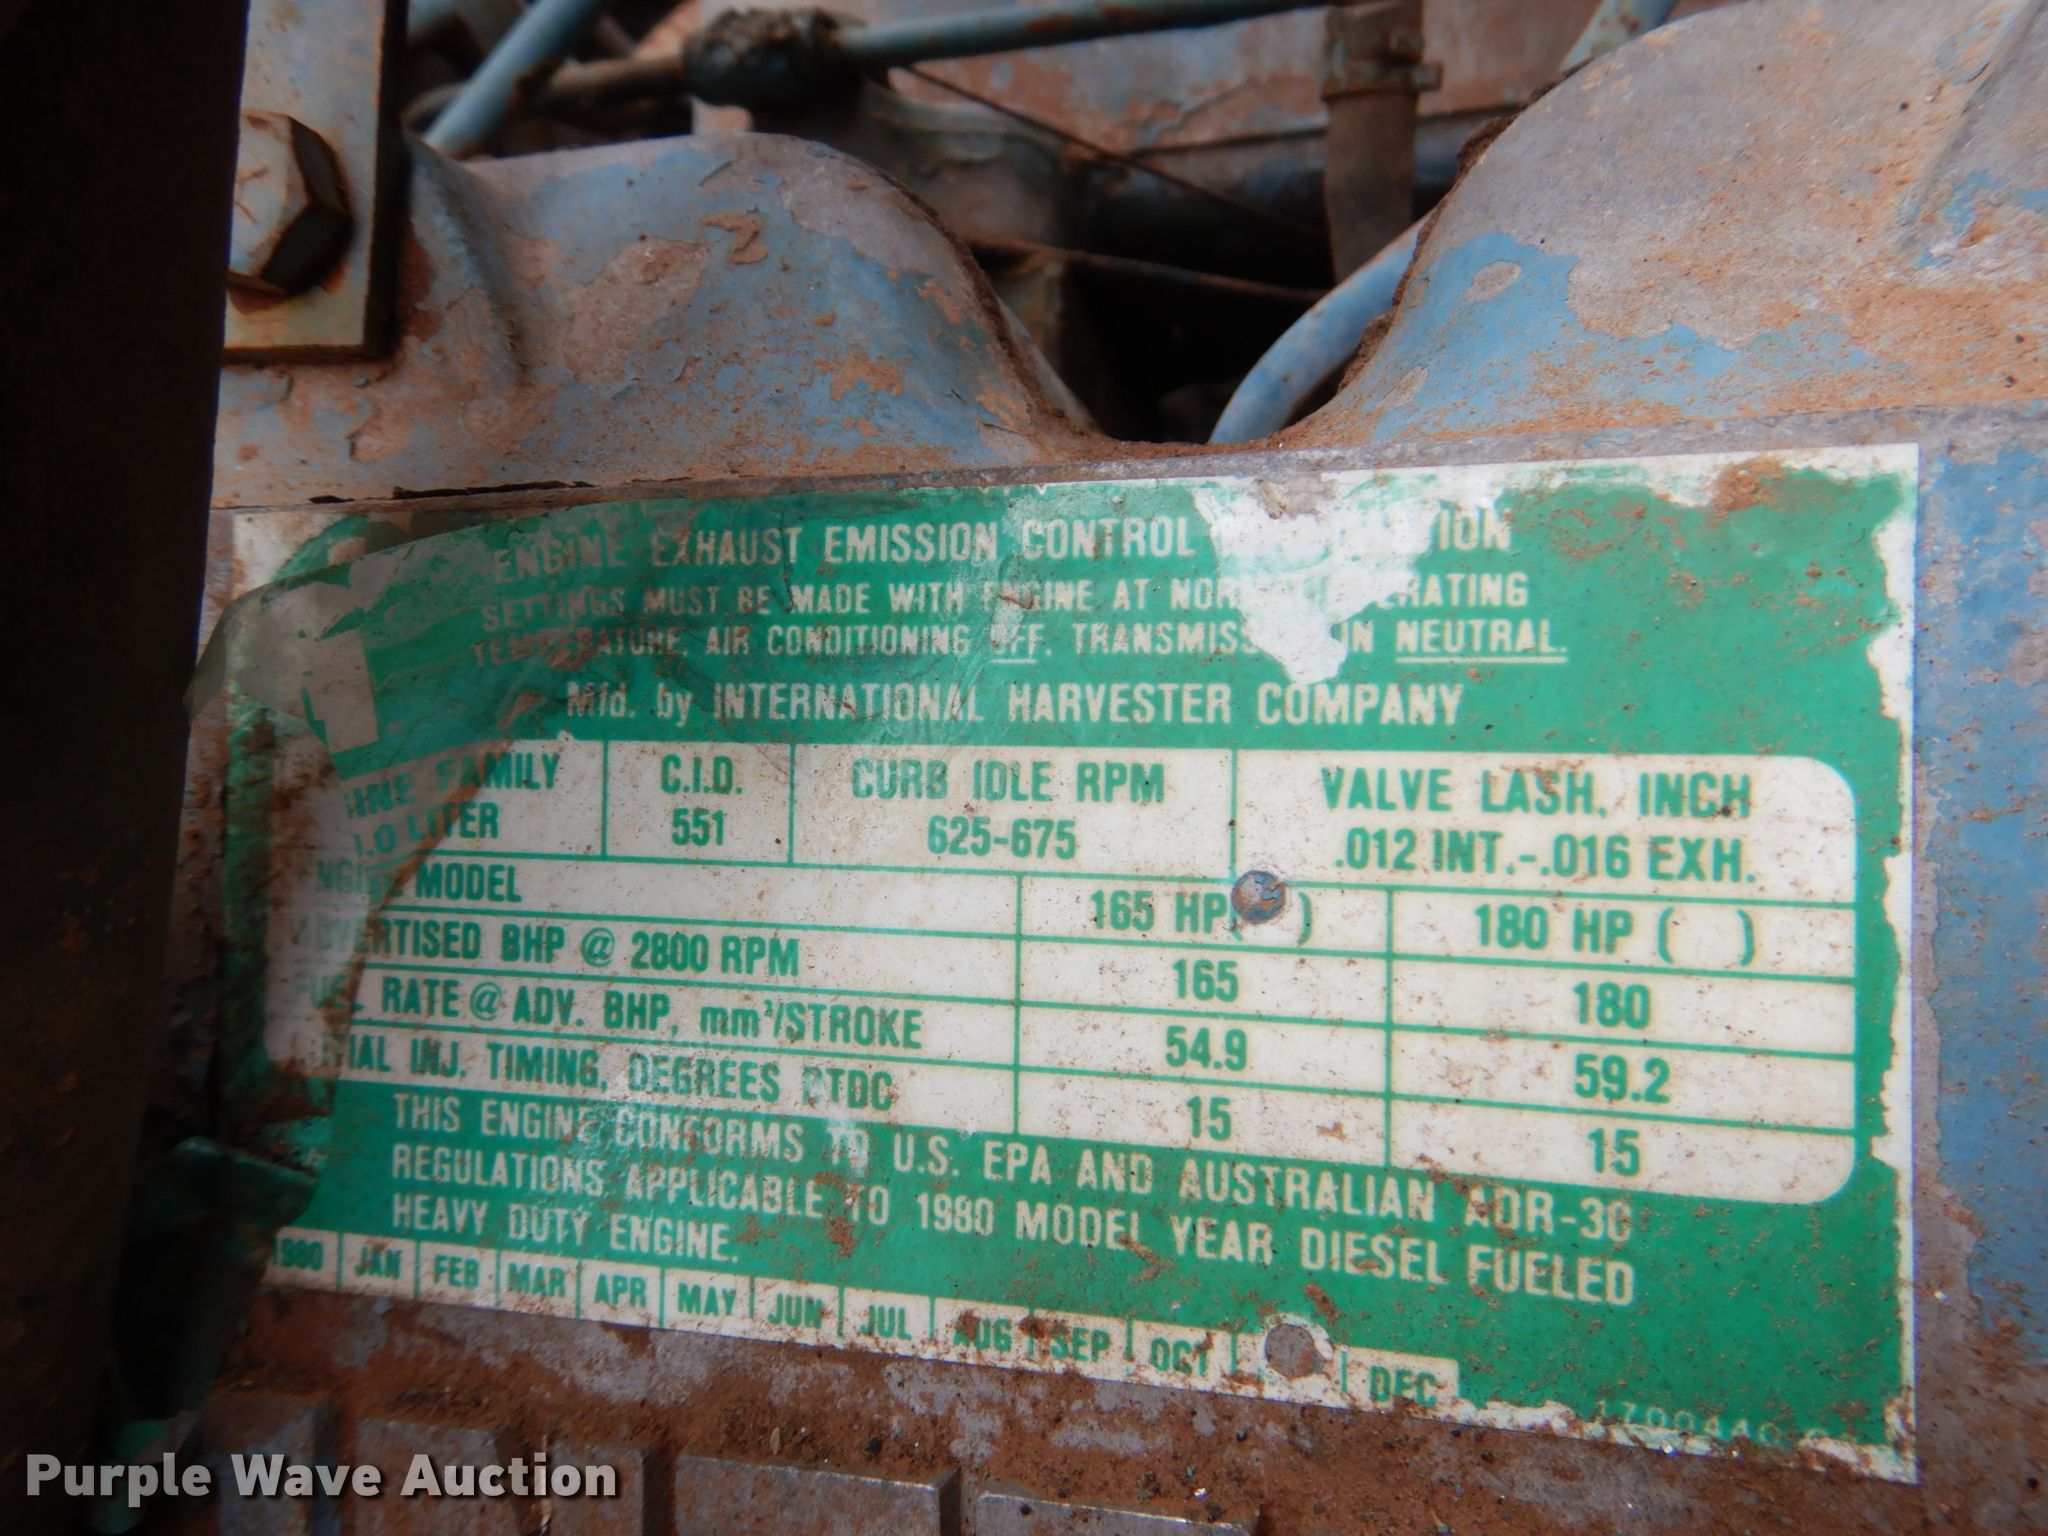 ENGINE EXHAUST EMISSION CONTROL
SETTINGS MUST BE MADE WITH ENGINE AT OPERATING
TEMPERATURE, AIR CONDITIONING OFF, TRANSMISS IN NEUTRAL.
Mfd. by INTERNATIONAL HARVESTER COMPANY
FAMILY C.I.D. CURB IDLE RPM VALVE LASH, INCH
LITER 551 625-675 .012 INT.-.016 EXH.
MODEL 165 HP( ) 180 HP ( )
ADVERTISED BHP @ 2800 RPM 165 180
FUEL RATE @ ADV. BHP, mm³/STROKE 54.9 59.2
INJ. TIMING, DEGREES BTDC 15 15
THIS ENGINE CONFORMS TO U.S. EPA AND AUSTRALIAN ADR-30
REGULATIONS APPLICABLE TO 1980 MODEL YEAR DIESEL FUELED
HEAVY DUTY ENGINE.
1980 JAN FEB MAR APR MAY JUN JUL AUG SEP OCT DEC
Purple Wave Auction